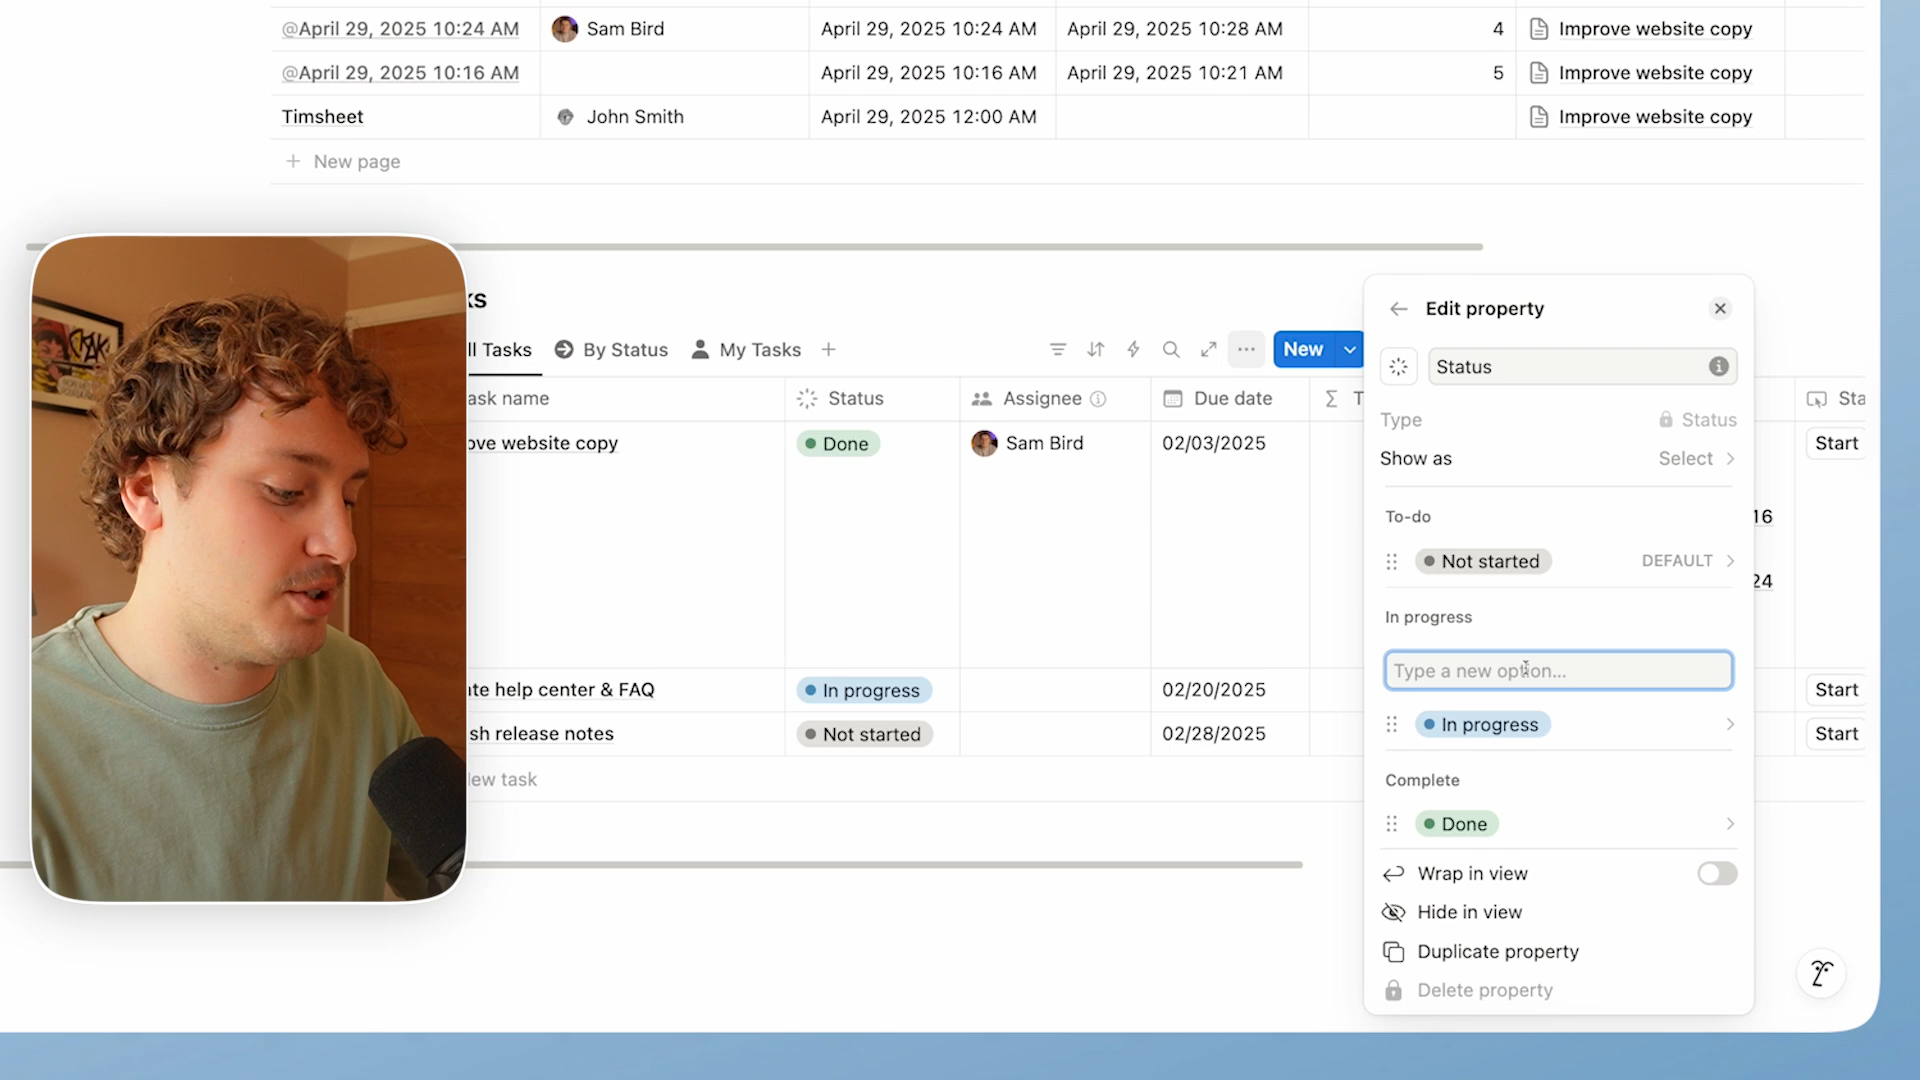 @April 29, 2025 10:24 AM Sam Bird April 29, 2025 10:24 AM April 29, 2025 10:28 AM 4 Improve website copy
@April 29, 2025 10:16 AM April 29, 2025 10:16 AM April 29, 2025 10:21 AM 5 Improve website copy
Timsheet John Smith April 29, 2025 12:00 AM Improve website copy
New page
ks
ll Tasks By Status My Tasks New
ask name Status Assignee Due date T Sta
ove website copy Done Sam Bird 02/03/2025 Start
16
24
te help center & FAQ In progress 02/20/2025 Start
sh release notes Not started 02/28/2025 Start
ew task
Edit property
Status
Type Status
Show as Select
To-do
Not started DEFAULT
In progress
Type a new option...
In progress
Complete
Done
Wrap in view
Hide in view
Duplicate property
Delete property